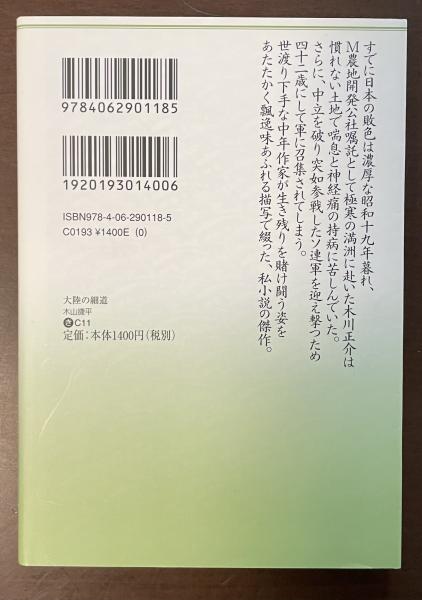 すでに日本の敗色は濃厚な昭和十九年暮れ、
M農地開発公社嘱託として極寒の満洲に赴いた木川正介は
慣れない土地で喘息と神経痛の持病に苦しんでいた。
さらに、中立を破り突如参戦したソ連軍を迎え撃つため
四十二歳にして軍に召集されてしまう。
世渡り下手な中年作家が生き残りを賭け闘う姿を
あたたかく飄逸味あふれる描写で綴った、私小説の傑作。
9784062901185
1920193014006
ISBN978-4-06-290118-5
C0193 ¥1400E (0)
大陸の細道
木山捷平
きC11
定価：本体1400円（税別）